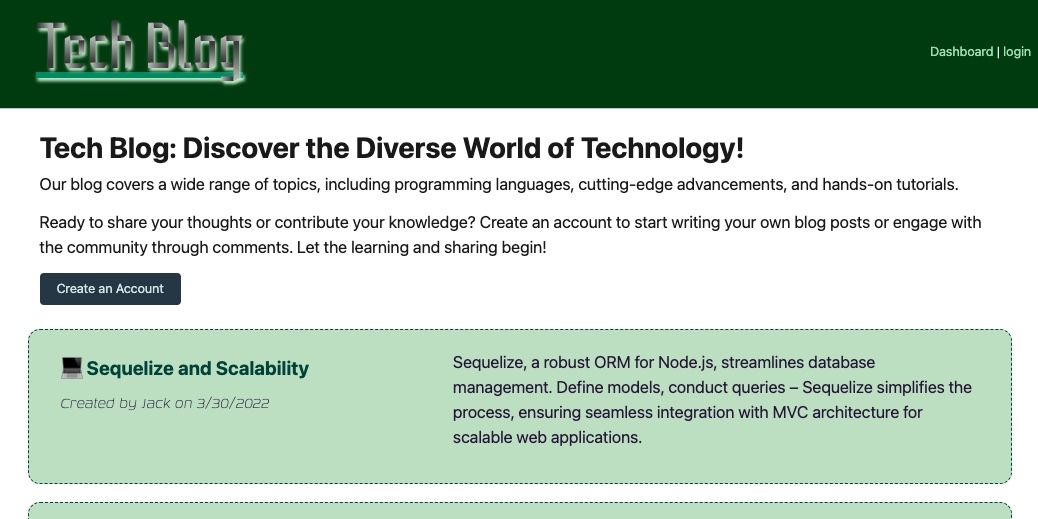 Tech Blog
Dashboard | login
Tech Blog: Discover the Diverse World of Technology!
Our blog covers a wide range of topics, including programming languages, cutting-edge advancements, and hands-on tutorials.
Ready to share your thoughts or contribute your knowledge? Create an account to start writing your own blog posts or engage with
the community through comments. Let the learning and sharing begin!
Create an Account
Sequelize and Scalability
Created by Jack on 3/30/2022
Sequelize, a robust ORM for Node.js, streamlines database
management. Define models, conduct queries – Sequelize simplifies the
process, ensuring seamless integration with MVC architecture for
scalable web applications.